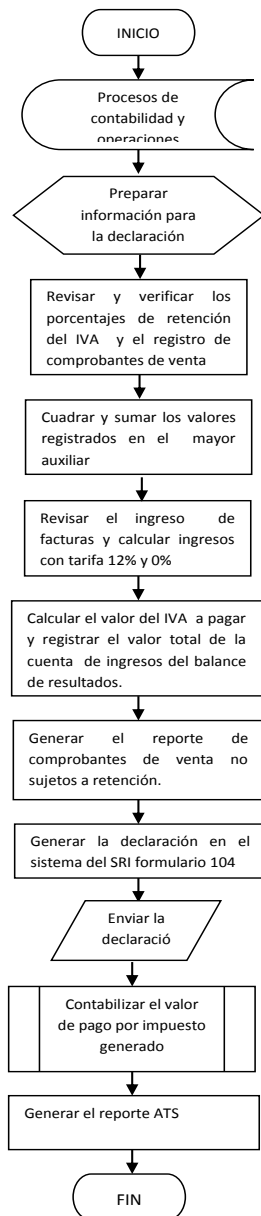 INICIO
Procesos de
contabilidad y
operaciones
Preparar
información para
la declaración
Revisar y verificar los
porcentajes de retención
del IVA y el registro de
comprobantes de venta
Cuadrar y sumar los valores
registrados en el mayor
auxiliar
Revisar el ingreso de
facturas y calcular ingresos
con tarifa 12% y 0%
Calcular el valor del IVA a pagar
y registrar el valor total de la
cuenta de ingresos del balance
de resultados.
Generar el reporte de
comprobantes de venta no
sujetos a retención.
Generar la declaración en el
sistema del SRI formulario 104
Enviar la
declaració
Contabilizar el valor
de pago por impuesto
generado
Generar el reporte ATS
FIN